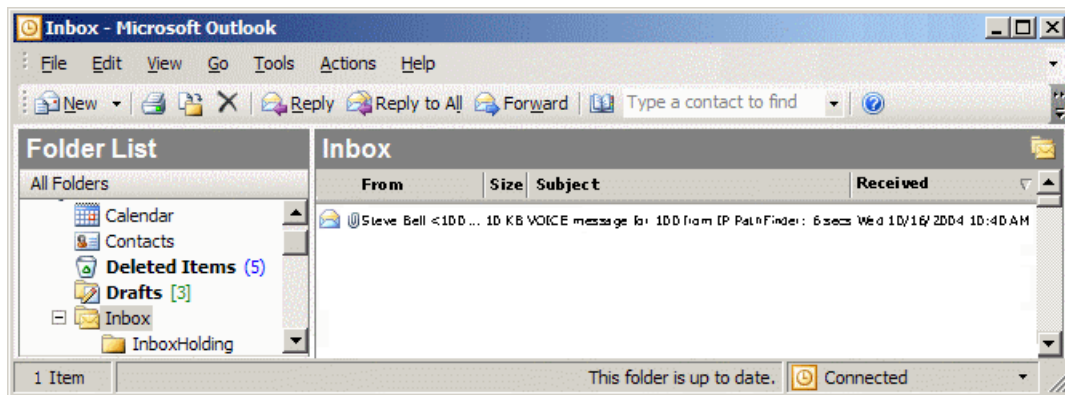 Inbox - Microsoft Outlook
File Edit View Go Tools Actions Help
New Reply Reply to All Forward Type a contact to find
Folder List Inbox
All Folders From Size Subject Received
Calendar
Steve Bell <100 ... 10 KB VOICE message for 100 from IP PathFinder: 6 secs Wed 10/16/2004 10:40 AM
Contacts
Deleted Items (5)
Drafts [3]
Inbox
InboxHolding
1 Item This folder is up to date. Connected